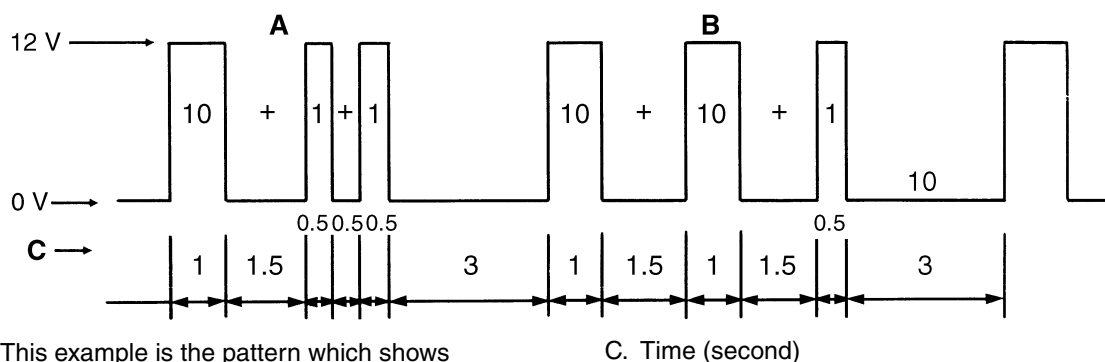 A B
12 V
10 + 1 + 1 10 + 10 + 1
10
0 V
0.5 0.5 0.5 0.5
C
1 1.5 3 1 1.5 1 1.5 3
This example is the pattern which shows
C. Time (second)